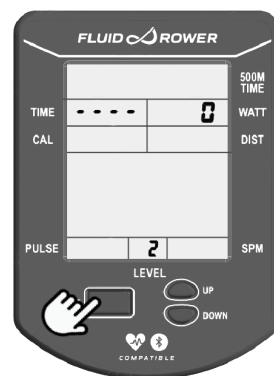 FLUID ROWER
500M
TIME
TIME - - - - 0 WATT
CAL DIST
PULSE 2 SPM
LEVEL
UP
DOWN
COMPATIBLE